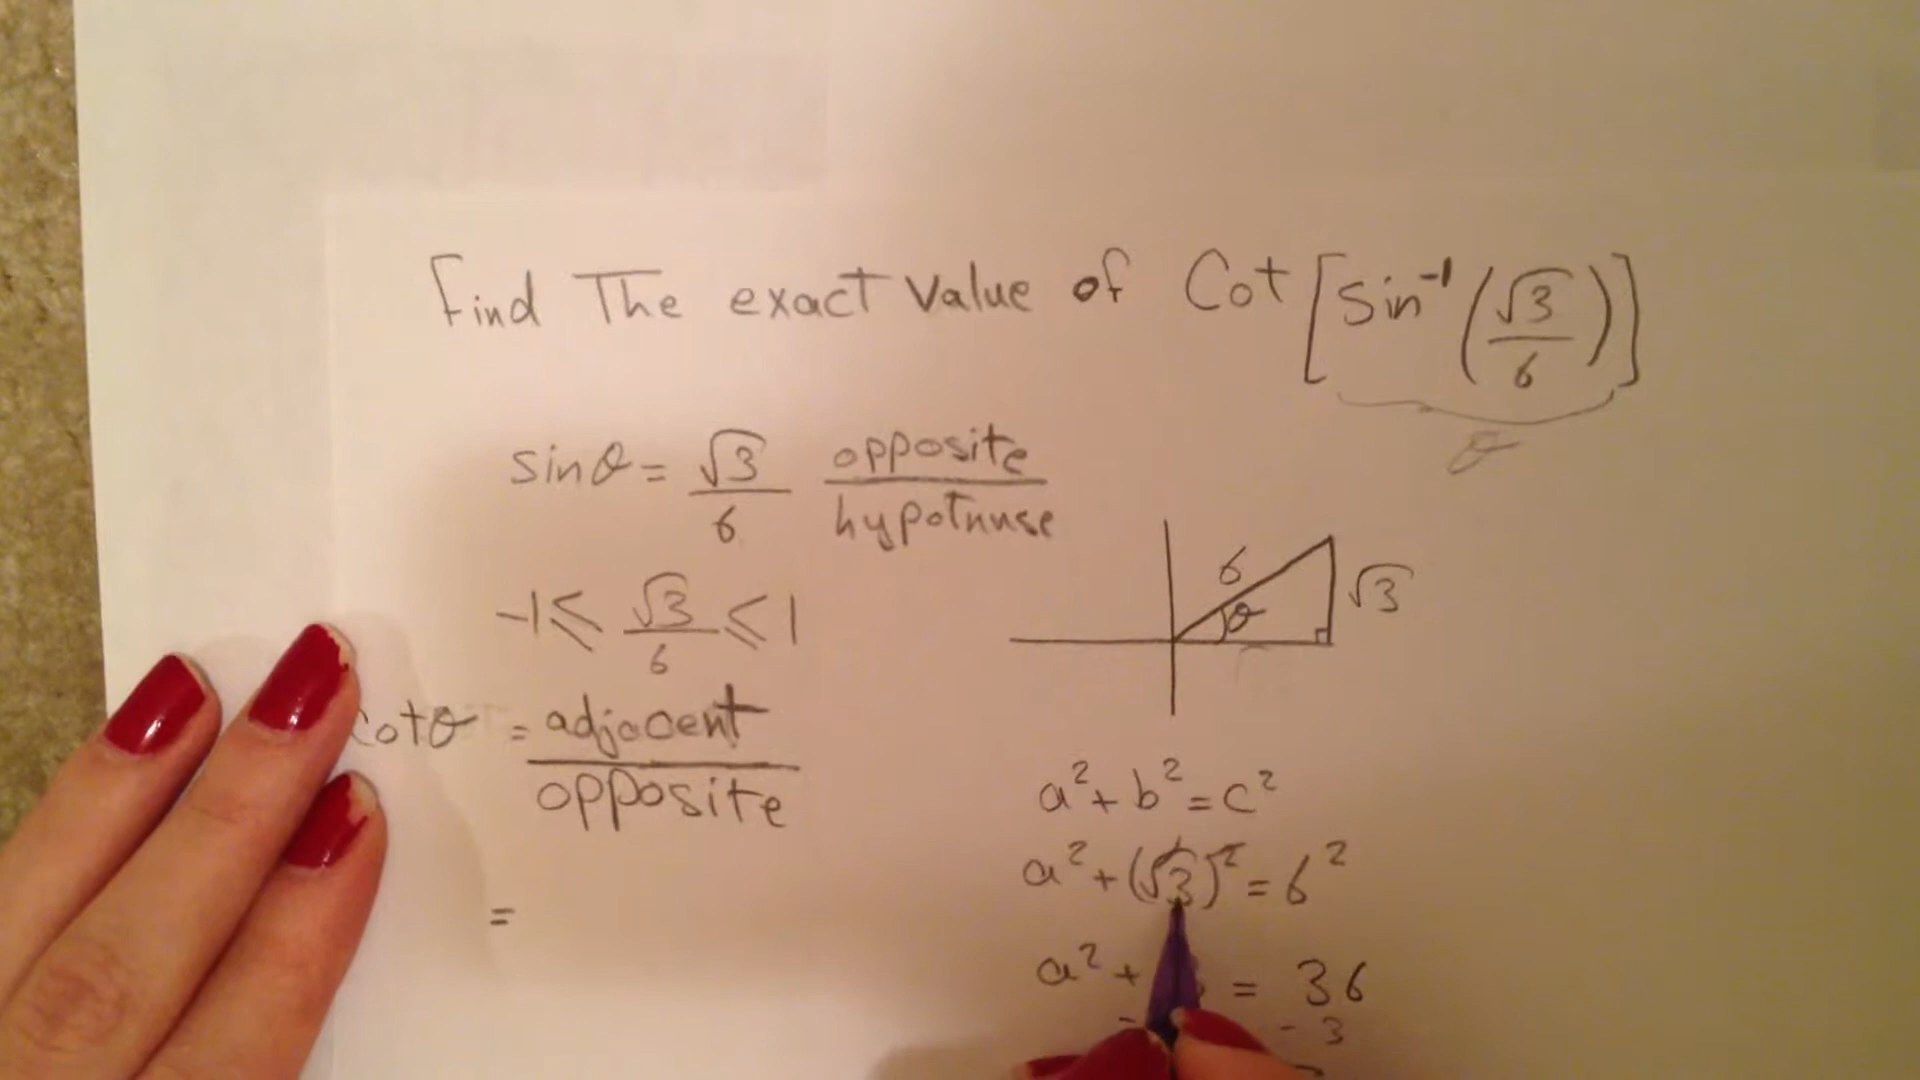 Find The exact Value of Cot [Sin⁻¹ (√3/6)]
θ
sinθ = √3/6 opposite/hypotnuse
-1 ≤ √3/6 ≤ 1
6
θ
√3
cotθ = adjacent/opposite
=
a² + b² = c²
a² + (√3)² = 6²
a² + = 36
- - 3